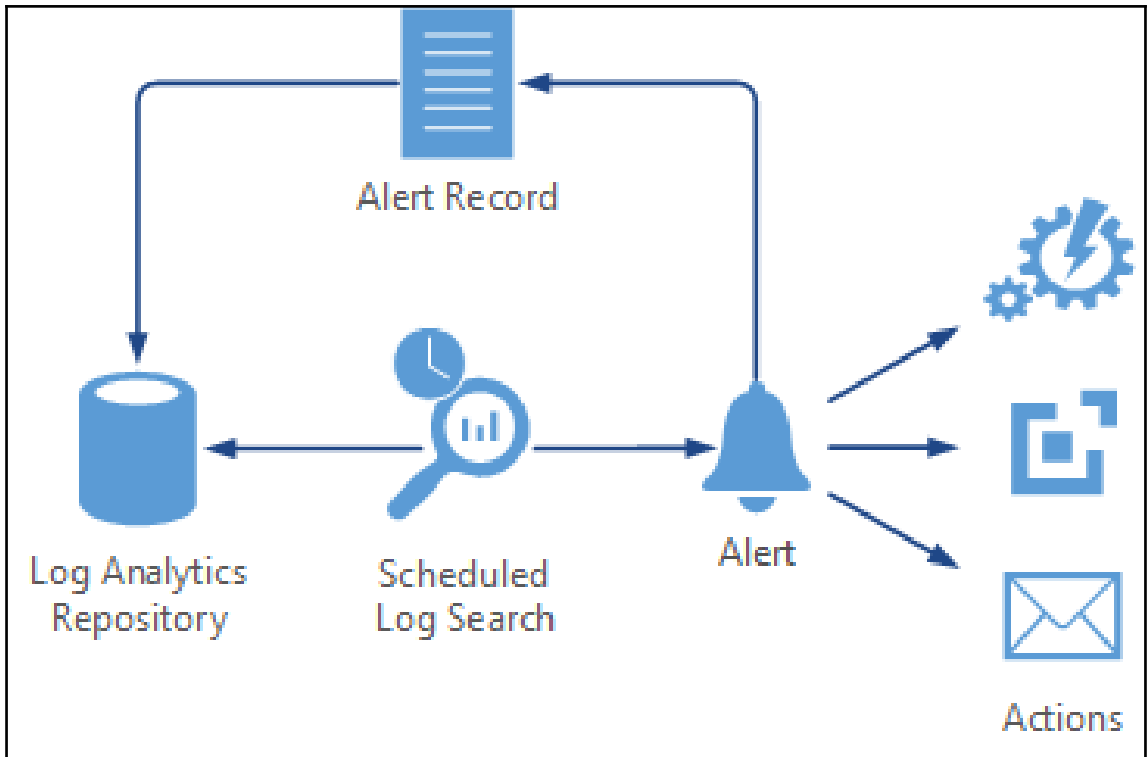 Alert Record
Log Analytics
Repository
Scheduled
Log Search
Alert
Actions